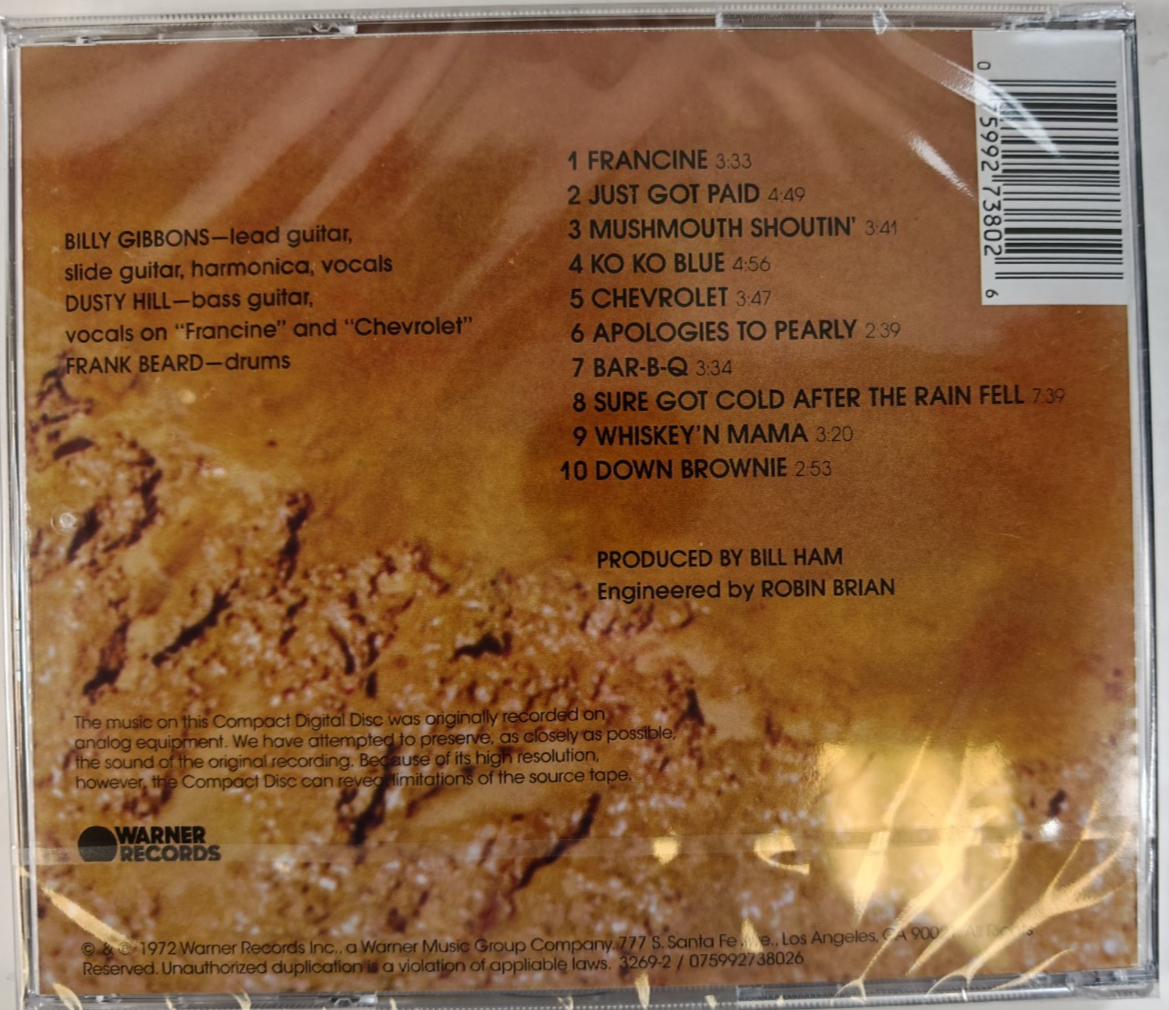 BILLY GIBBONS—lead guitar,
slide guitar, harmonica, vocals
DUSTY HILL—bass guitar,
vocals on “Francine” and “Chevrolet”
FRANK BEARD—drums
1 FRANCINE 3:33
2 JUST GOT PAID 4:49
3 MUSHMOUTH SHOUTIN’ 3:41
4 KO KO BLUE 4:56
5 CHEVROLET 3:47
6 APOLOGIES TO PEARLY 2:39
7 BAR-B-Q 3:34
8 SURE GOT COLD AFTER THE RAIN FELL 7:39
9 WHISKEY’N MAMA 3:20
10 DOWN BROWNIE 2:53
PRODUCED BY BILL HAM
Engineered by ROBIN BRIAN
0 75992 73802 6
The music on this Compact Digital Disc was originally recorded on
analog equipment. We have attempted to preserve, as closely as possible,
the sound of the original recording. Because of its high resolution,
however, the Compact Disc can reveal limitations of the source tape.
WARNER
RECORDS
© & ℗ 1972 Warner Records Inc., a Warner Music Group Company, 777 S. Santa Fe Los Angeles, CA All Rights
Reserved. Unauthorized duplication is a violation of appliable laws. 3269-2 / 075992738026